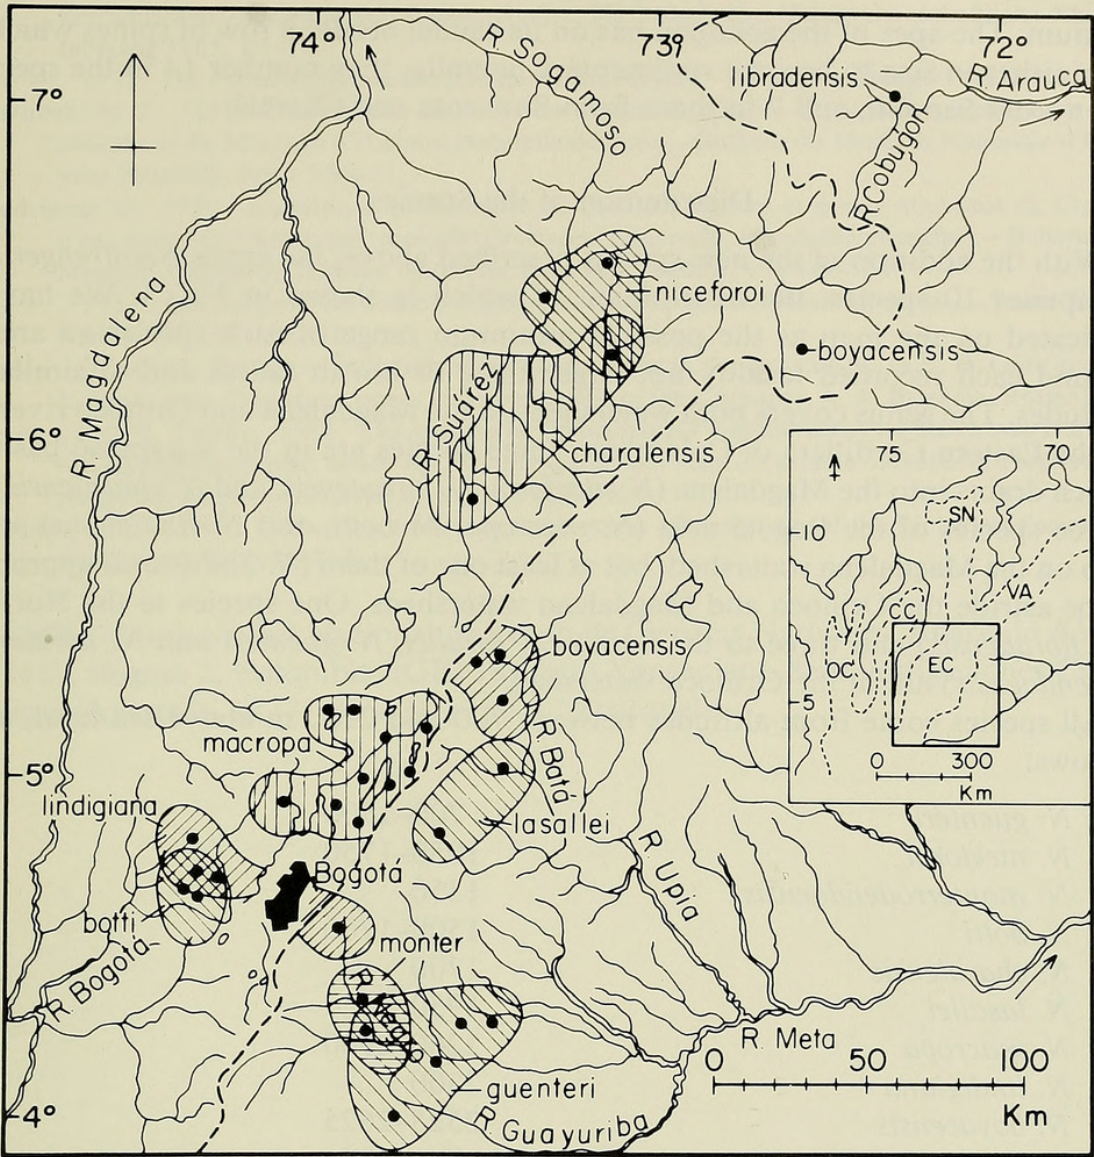 74°
739
72°
R. Sogamoso
libradensis
R. Arauca
7°
R. Cobugon
R. Magdalena
niceforoi
boyacensis
R. Suárez
6°
charalensis
75
70
SN
10
VA
V
CC
OC
EC
5
0 300
Km
boyacensis
macropa
R. Batá
5°
lindigiana
lasallei
Bogotá
R. Upia
botti
monter
R. Bogotá
R. Meta
0 50 100
Km
guenteri
4°
R. Guayuriba